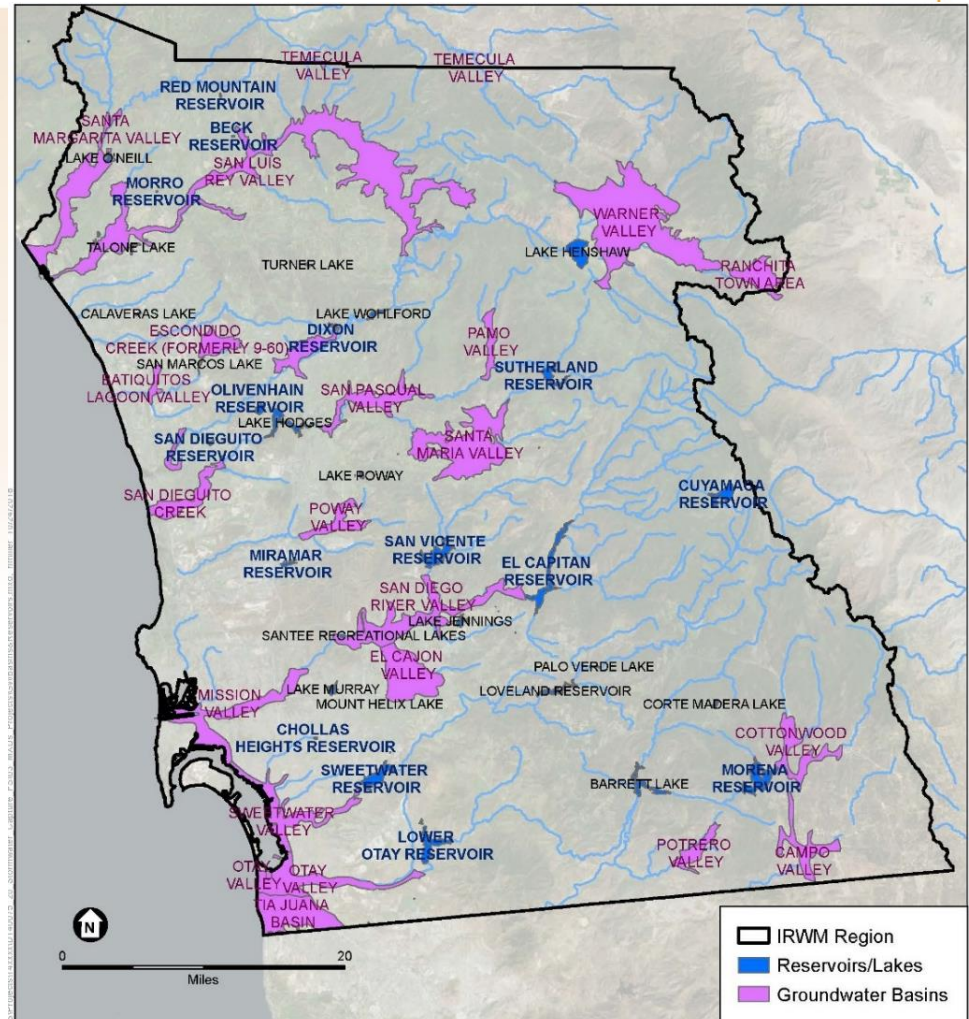 TEMECULA
VALLEY
TEMECULA
VALLEY
RED MOUNTAIN
RESERVOIR
SANTA
MARGARITA VALLEY
BECK
RESERVOIR
LAKE O'NEILL
SAN LUIS
REY VALLEY
MORRO
RESERVOIR
WARNER
VALLEY
TALONE LAKE
LAKE HENSHAW
TURNER LAKE
RANCHITA
TOWN AREA
CALAVERAS LAKE
LAKE WOHLFORD
ESCONDIDO
CREEK (FORMERLY 9-60)
DIXON
RESERVOIR
PAMO
VALLEY
SAN MARCOS LAKE
SUTHERLAND
RESERVOIR
BATIQUITOS
LAGOON VALLEY
OLIVENHAIN
RESERVOIR
SAN PASQUAL
VALLEY
LAKE HODGES
SAN DIEGUITO
RESERVOIR
SANTA
MARIA VALLEY
LAKE POWAY
CUYAMACA
RESERVOIR
SAN DIEGUITO
CREEK
POWAY
VALLEY
MIRAMAR
RESERVOIR
SAN VICENTE
RESERVOIR
EL CAPITAN
RESERVOIR
SAN DIEGO
RIVER VALLEY
LAKE JENNINGS
SANTEE RECREATIONAL LAKES
EL CAJON
VALLEY
PALO VERDE LAKE
MISSION
VALLEY
LAKE MURRAY
LOVELAND RESERVOIR
MOUNT HELIX LAKE
CORTE MADERA LAKE
CHOLLAS
HEIGHTS RESERVOIR
COTTONWOOD
VALLEY
SWEETWATER
RESERVOIR
BARRETT LAKE
MORENA
RESERVOIR
SWEETWATER
VALLEY
LOWER
OTAY RESERVOIR
POTRERO
VALLEY
CAMPO
VALLEY
OTAY
VALLEY
OTAY
VALLEY
TIA JUANA
BASIN
N
0 20
Miles
IRWM Region
Reservoirs/Lakes
Groundwater Basins